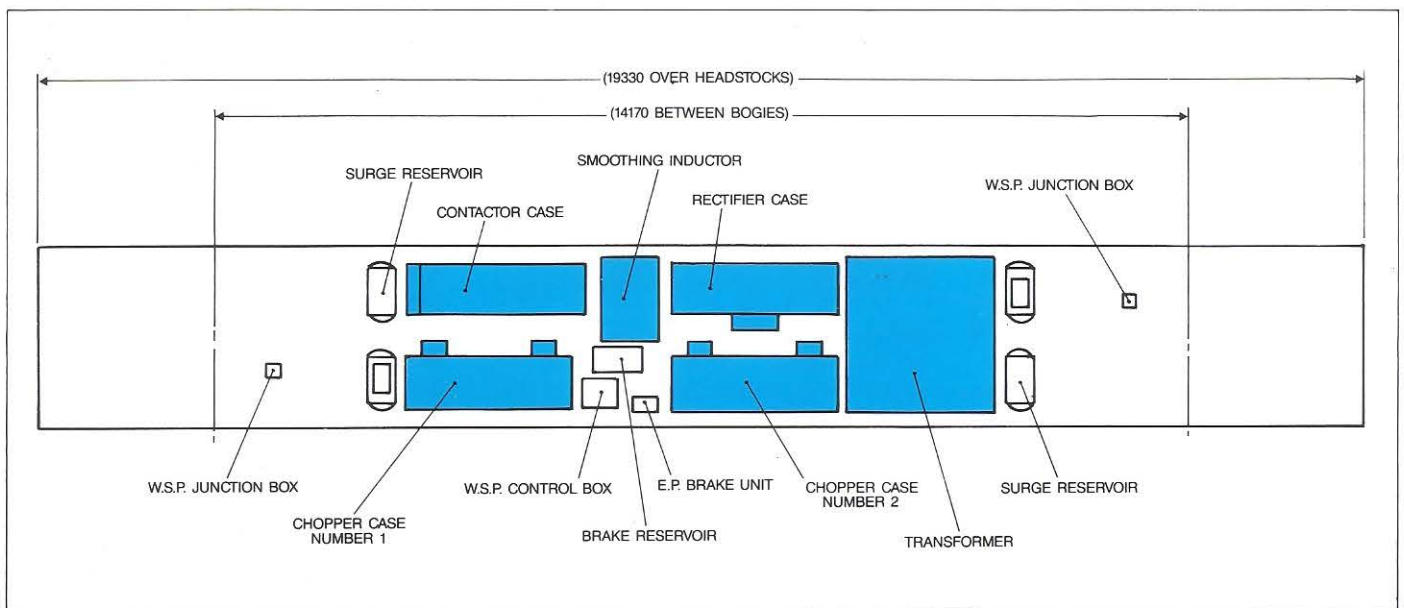 (19330 OVER HEADSTOCKS)
(14170 BETWEEN BOGIES)
SMOOTHING INDUCTOR
SURGE RESERVOIR
W.S.P. JUNCTION BOX
RECTIFIER CASE
CONTACTOR CASE
W.S.P. JUNCTION BOX
W.S.P. CONTROL BOX
E.P. BRAKE UNIT
CHOPPER CASE
NUMBER 2
SURGE RESERVOIR
CHOPPER CASE
NUMBER 1
BRAKE RESERVOIR
TRANSFORMER